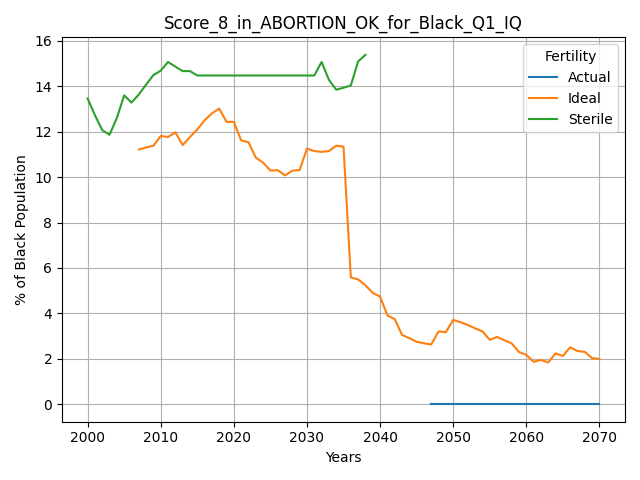 Score_8_in_ABORTION_OK_for_Black_Q1_IQ
% of Black Population
16
14
12
10
8
6
4
2
0
Fertility
Actual
Ideal
Sterile
2000 2010 2020 2030 2040 2050 2060 2070
Years